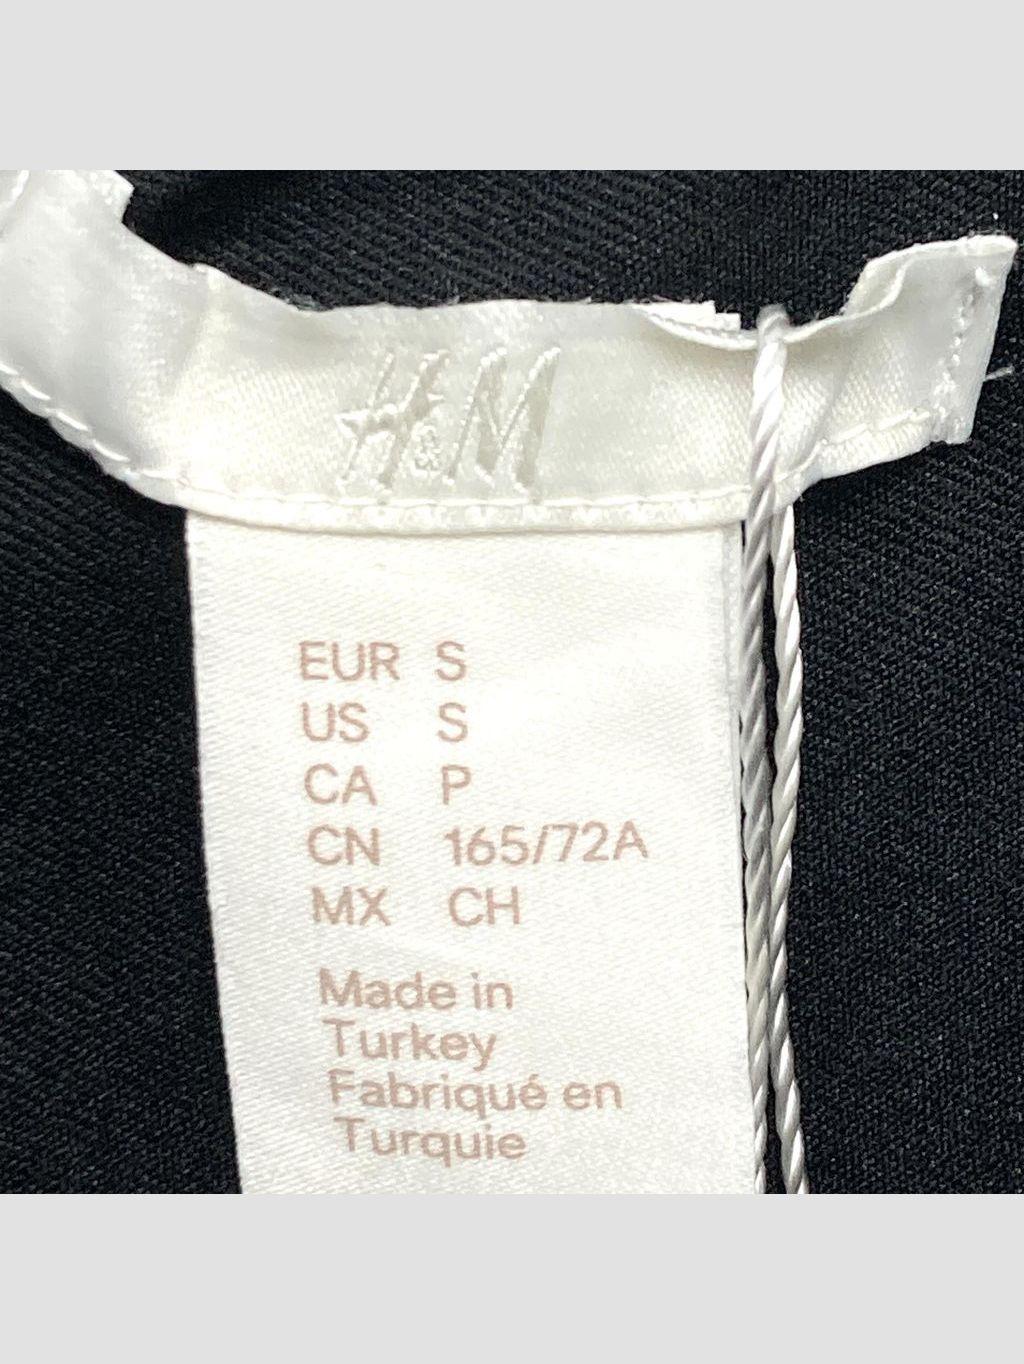 H&M
EUR S
US S
CA P
CN 165/72A
MX CH
Made in
Turkey
Fabriqué en
Turquie